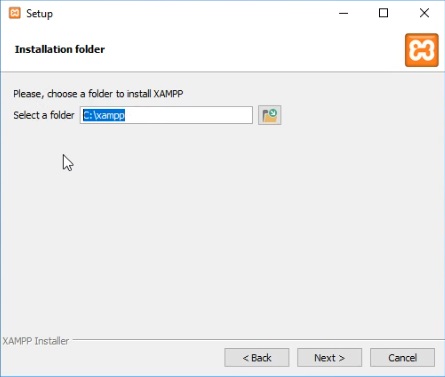 Setup
Installation folder
Please, choose a folder to install XAMPP
Select a folder C:\xampp
XAMPP Installer
< Back Next > Cancel